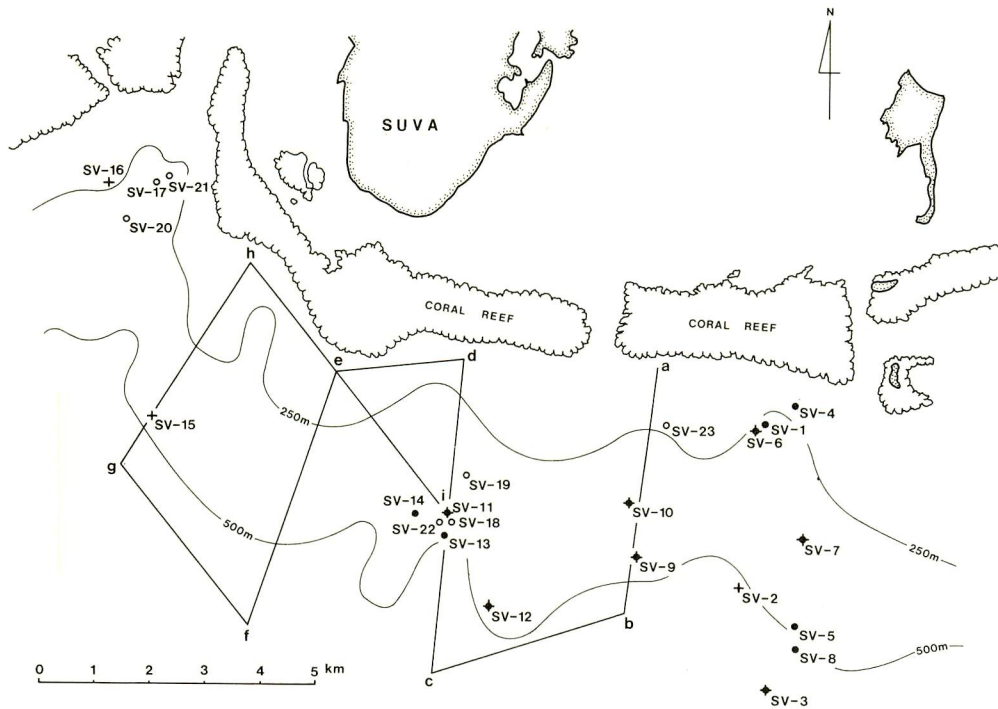 N
SUVA
SV-16
SV-17
SV-21
SV-20
h
CORAL REEF
CORAL REEF
e
d
a
250m
SV-4
SV-1
SV-6
SV-23
SV-15
g
SV-19
i
SV-14
SV-11
SV-10
SV-22
SV-18
500m
SV-13
SV-7
250m
SV-9
SV-2
SV-12
b
f
SV-5
500m
SV-8
0 1 2 3 4 5 km
c
SV-3